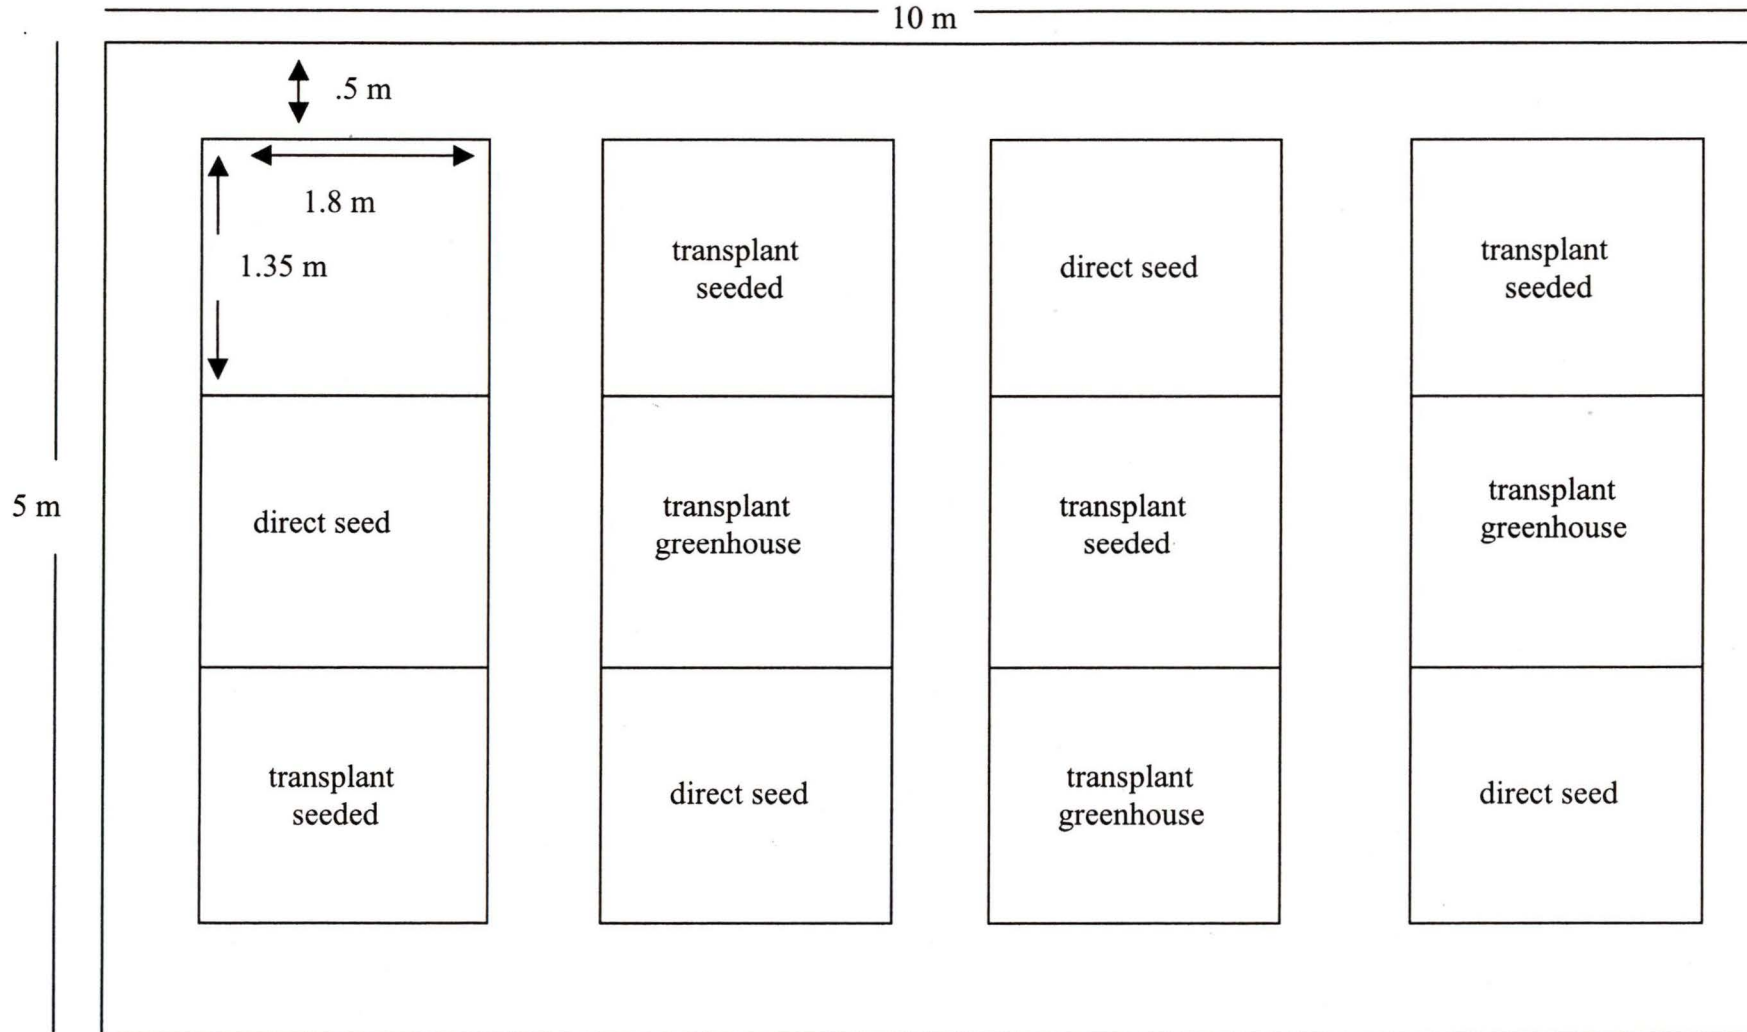 10 m
.5 m
1.8 m
1.35 m
transplant
seeded
direct seed
transplant
seeded
5 m
direct seed
transplant
greenhouse
transplant
seeded
transplant
greenhouse
transplant
seeded
direct seed
transplant
greenhouse
direct seed